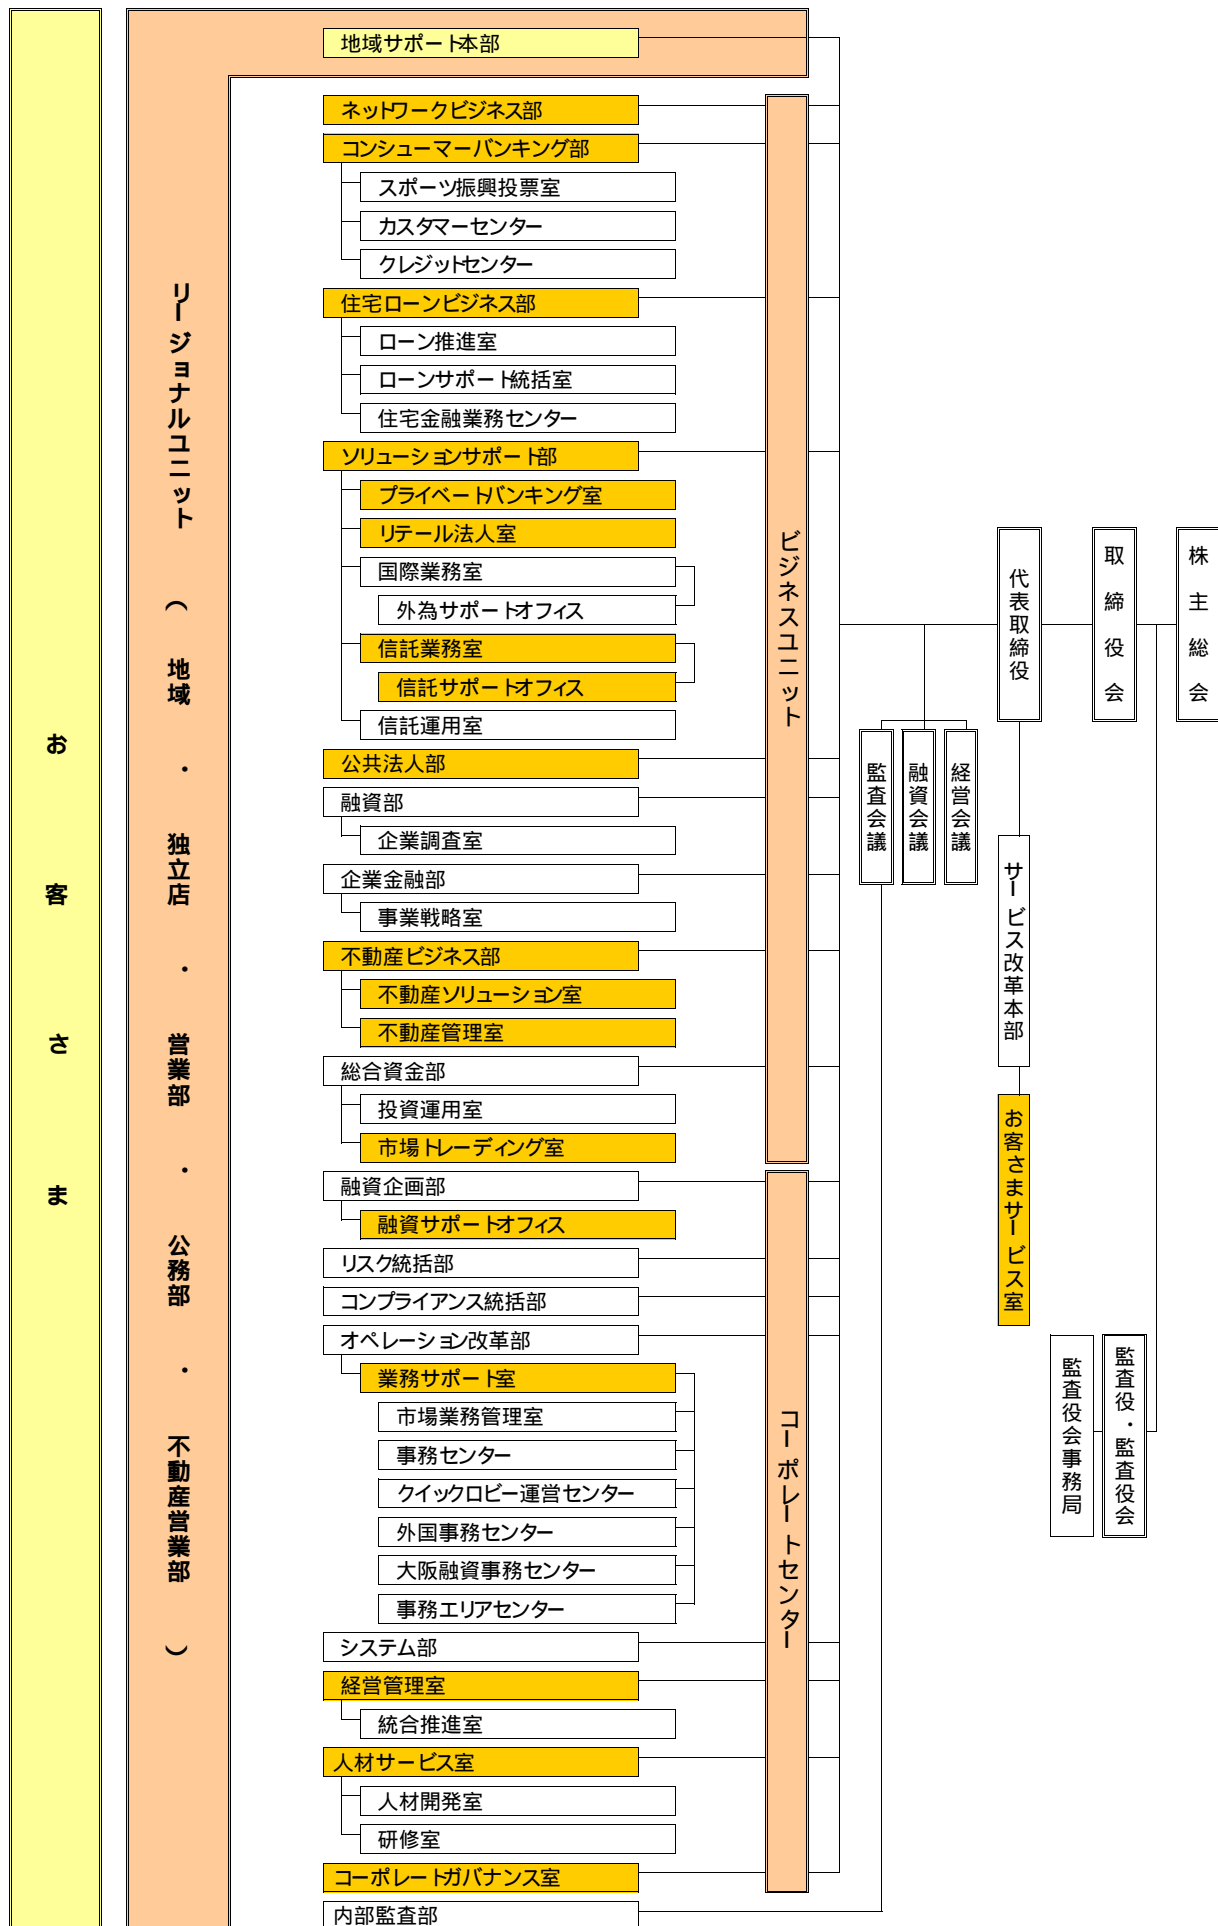 お客さま
リージョナルユニット（地域・独立店・営業部・公務部・不動産営業部）
地域サポート本部
ネットワークビジネス部
コンシューマーバンキング部
スポーツ振興投票室
カスタマーセンター
クレジットセンター
住宅ローンビジネス部
ローン推進室
ローンサポート統括室
住宅金融業務センター
ソリューションサポート部
プライベートバンキング室
リテール法人室
国際業務室
外為サポートオフィス
信託業務室
信託サポートオフィス
信託運用室
公共法人部
融資部
企業調査室
企業金融部
事業戦略室
不動産ビジネス部
不動産ソリューション室
不動産管理室
総合資金部
投資運用室
市場トレーディング室
融資企画部
融資サポートオフィス
リスク統括部
コンプライアンス統括部
オペレーション改革部
業務サポート室
市場業務管理室
事務センター
クイックロビー運営センター
外国事務センター
大阪融資事務センター
事務エリアセンター
システム部
経営管理室
統合推進室
人材サービス室
人材開発室
研修室
コーポレートガバナンス室
内部監査部
ビジネスユニット
コーポレートセンター
監査会議
融資会議
経営会議
代表取締役
サービス改革本部
お客さまサービス室
取締役会
株主総会
監査役会事務局
監査役・監査役会